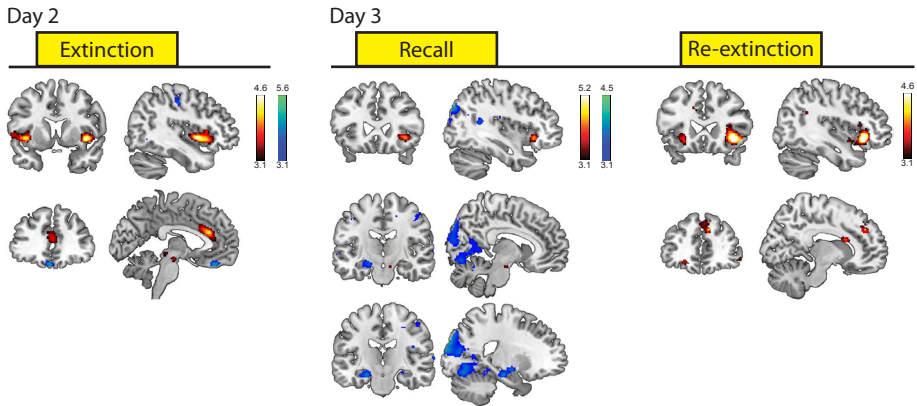 Day 2
Day 3
Extinction
Recall
Re-extinction
4.6 5.6
3.1 3.1
5.2 4.5
3.1 3.1
4.6
3.1